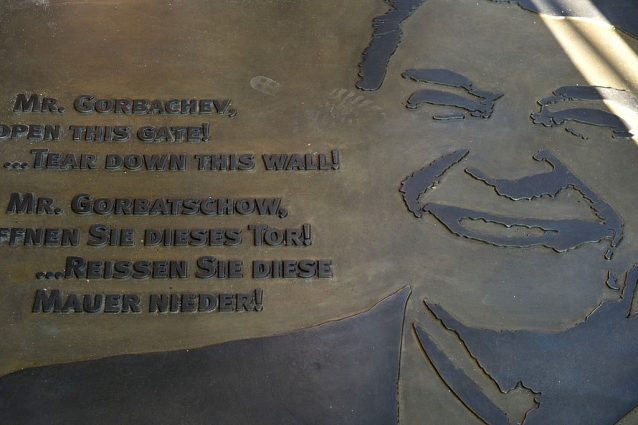 Mr. Gorbachev,
open this gate!
...Tear down this wall!
Mr. Gorbatschow,
ffnen Sie dieses Tor!
...Reissen Sie diese
Mauer nieder!